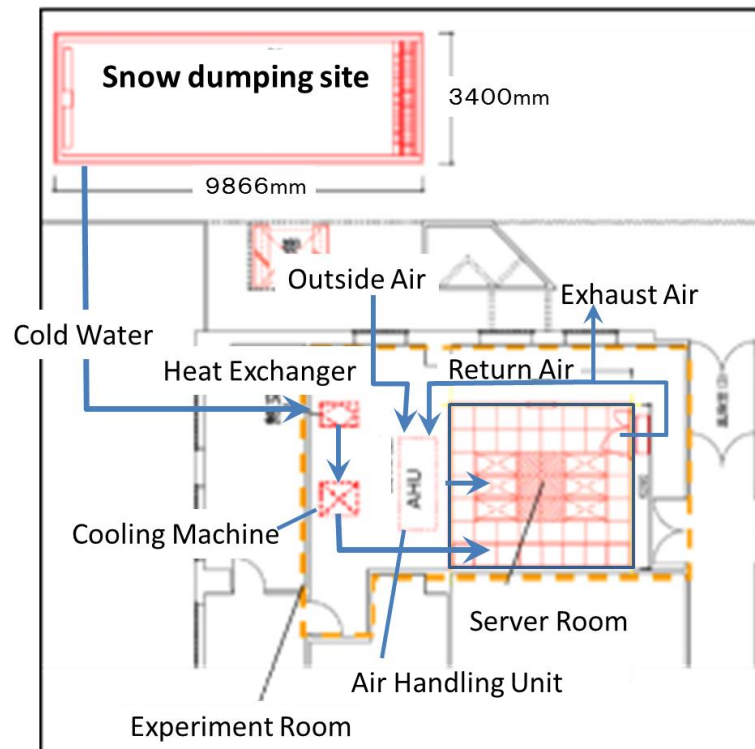 Snow dumping site
3400mm
9866mm
Outside Air
Exhaust Air
Cold Water
Heat Exchanger
Return Air
AHU
Cooling Machine
Server Room
Air Handling Unit
Experiment Room